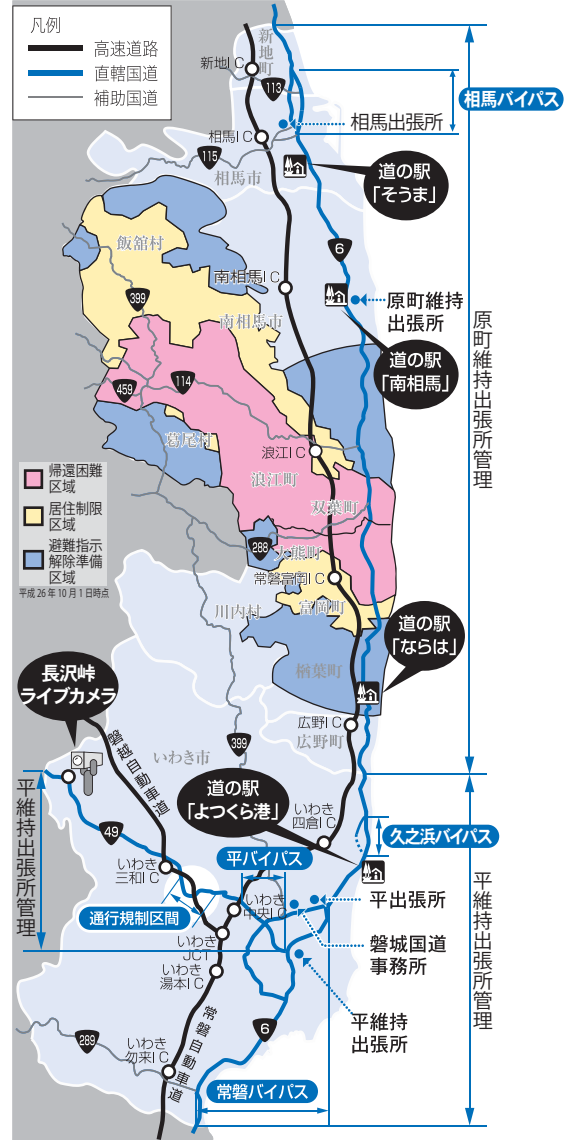 凡例
高速道路
直轄国道
補助国道
新地町
新地IC
113
相馬バイパス
相馬出張所
相馬IC
115
相馬市
道の駅
「そうま」
飯舘村
6
南相馬IC
399
原町維持
出張所
南相馬市
原町維持出張所管理
道の駅
「南相馬」
114
459
葛尾村
浪江IC
浪江町
帰還困難
区域
居住制限
区域
避難指示
解除準備
区域
平成26年10月1日時点
双葉町
288
大熊町
常磐富岡IC
川内村
富岡町
道の駅
「ならは」
長沢峠
ライブカメラ
楢葉町
広野IC
広野町
399
磐越自動車道
いわき市
道の駅
「よつくら港」
平維持出張所管理
49
いわき
四倉IC
久之浜バイパス
平バイパス
いわき
三和IC
通行規制区間
いわき
中央IC
平出張所
平維持出張所管理
いわき
JCT
磐城国道
事務所
いわき
湯本IC
平維持
出張所
常磐自動車道
6
289
いわき
勿来IC
常磐バイパス